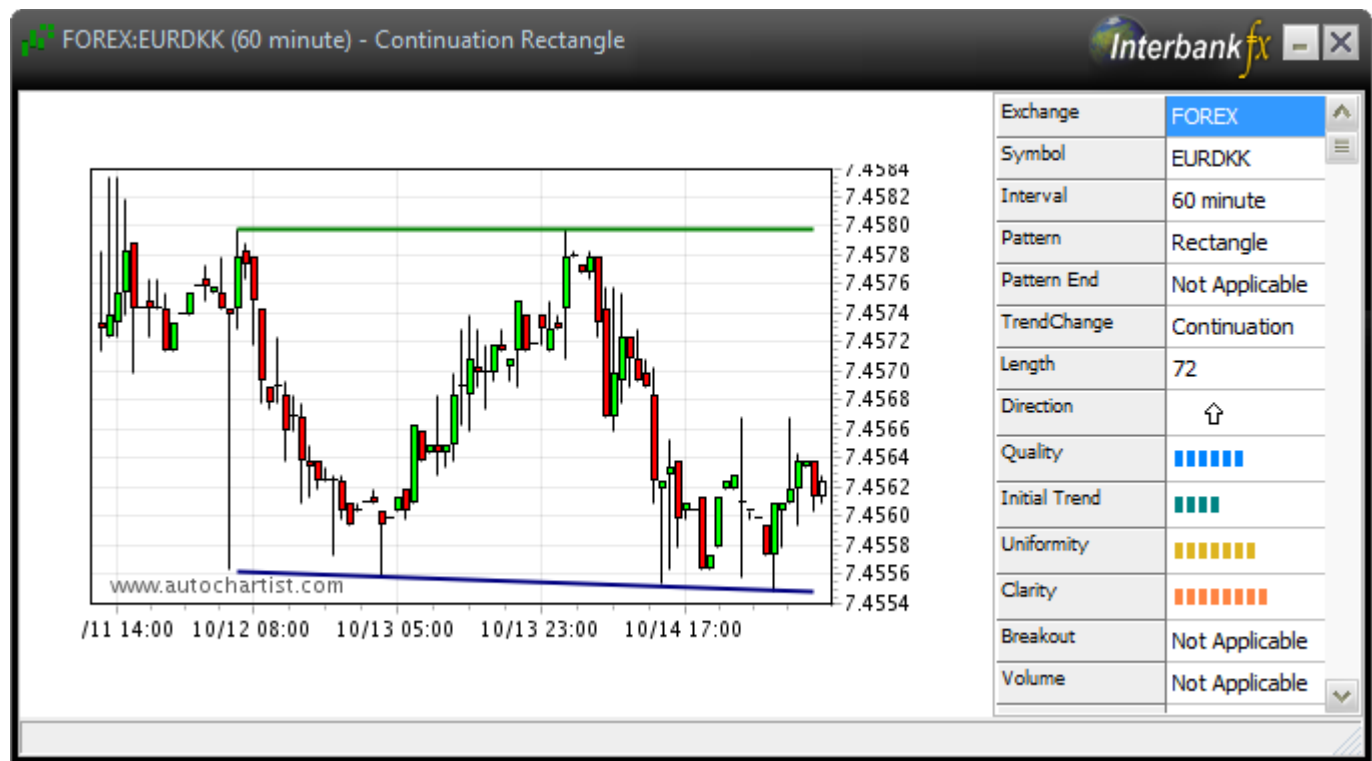 FOREX:EURDKK (60 minute) - Continuation Rectangle
Interbankfx
7.4584
7.4582
7.4580
7.4578
7.4576
7.4574
7.4572
7.4570
7.4568
7.4566
7.4564
7.4562
7.4560
7.4558
7.4556
7.4554
www.autochartist.com
/11 14:00 10/12 08:00 10/13 05:00 10/13 23:00 10/14 17:00
Exchange FOREX
Symbol EURDKK
Interval 60 minute
Pattern Rectangle
Pattern End Not Applicable
TrendChange Continuation
Length 72
Direction
Quality
Initial Trend
Uniformity
Clarity
Breakout Not Applicable
Volume Not Applicable